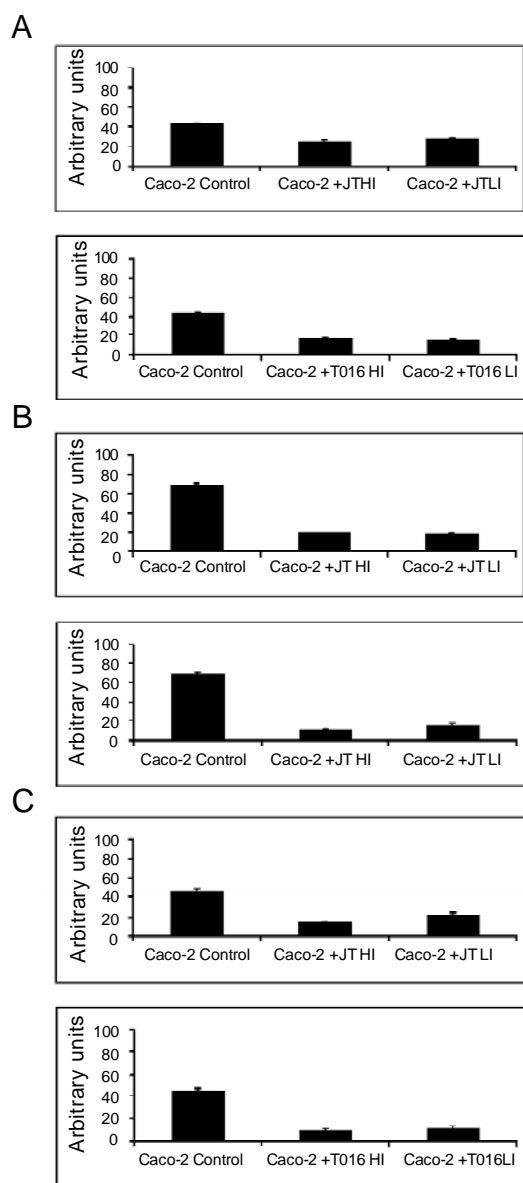 A
Arbitrary units
100
80
60
40
20
0
Caco-2 Control Caco-2 +JTHI Caco-2 +JTLI
Arbitrary units
100
80
60
40
20
0
Caco-2 Control Caco-2 +T016 HI Caco-2 +T016 LI
B
Arbitrary units
100
80
60
40
20
0
Caco-2 Control Caco-2 +JT HI Caco-2 +JT LI
Arbitrary units
100
80
60
40
20
0
Caco-2 Control Caco-2 +JT HI Caco-2 +JT LI
C
Arbitrary units
100
80
60
40
20
0
Caco-2 Control Caco-2 +JT HI Caco-2 +JT LI
Arbitrary units
100
80
60
40
20
0
Caco-2 Control Caco-2 +T016 HI Caco-2 +T016LI